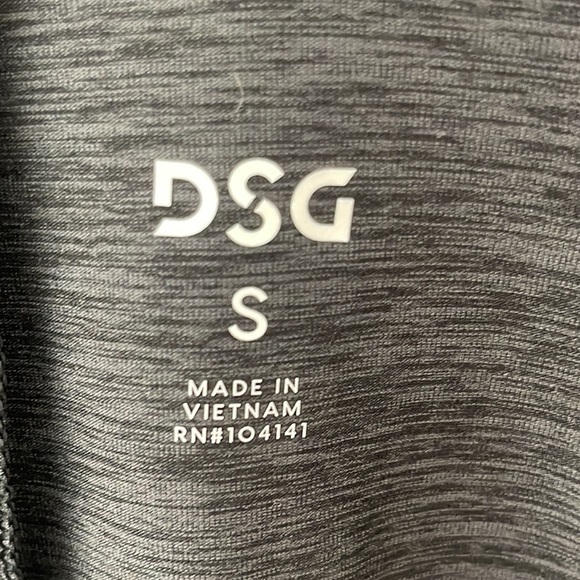 DSG
S
MADE IN
VIETNAM
RN#104141